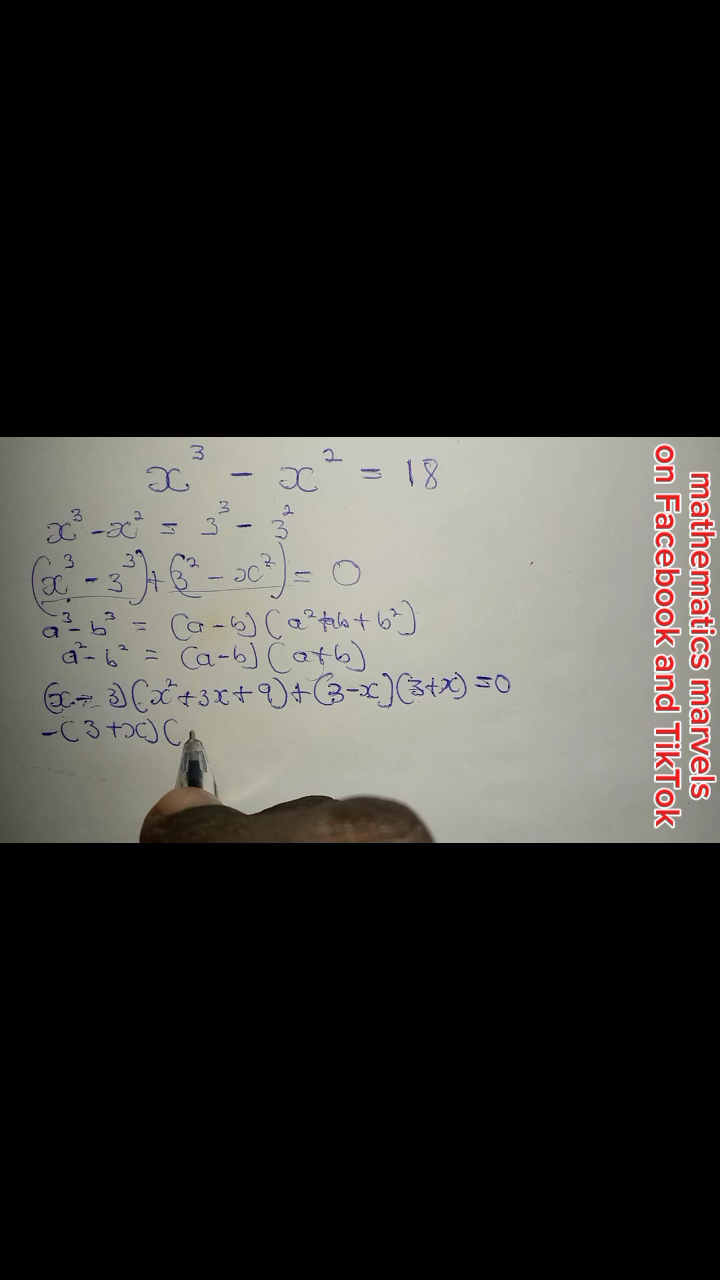 x³ - x² = 18
x³ - x² = 3³ - 3²
(x³ - 3³) + (3² - x²) = 0
a³ - b³ = (a - b)(a² + ab + b²)
a² - b² = (a - b)(a + b)
(x - 3)(x² + 3x + 9) + (3 - x)(3 + x) = 0
-(3 + x)(
mathematics marvels
on Facebook and TikTok